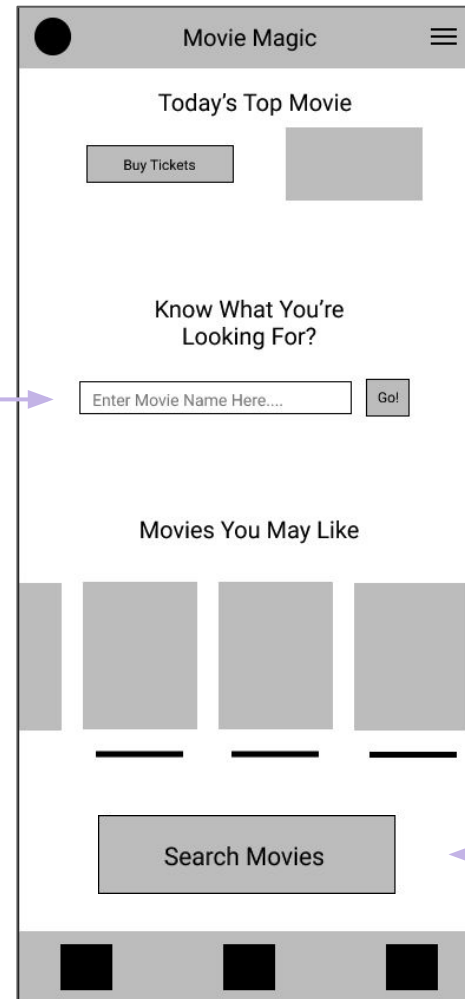 Movie Magic
Today's Top Movie
Buy Tickets
Know What You're
Looking For?
Enter Movie Name Here....
Go!
Movies You May Like
Search Movies